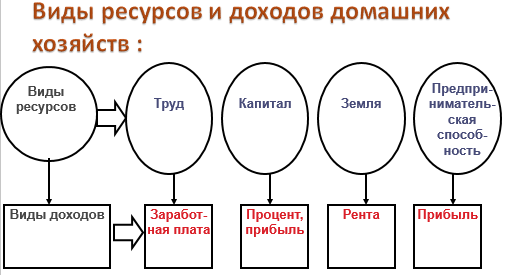 Виды ресурсов и доходов домашних
хозяйств :
Виды
ресурсов
Труд
Капитал
Земля
Предпри-
ниматель-
ская
способ-
ность
Виды доходов
Заработ-
ная плата
Процент,
прибыль
Рента
Прибыль